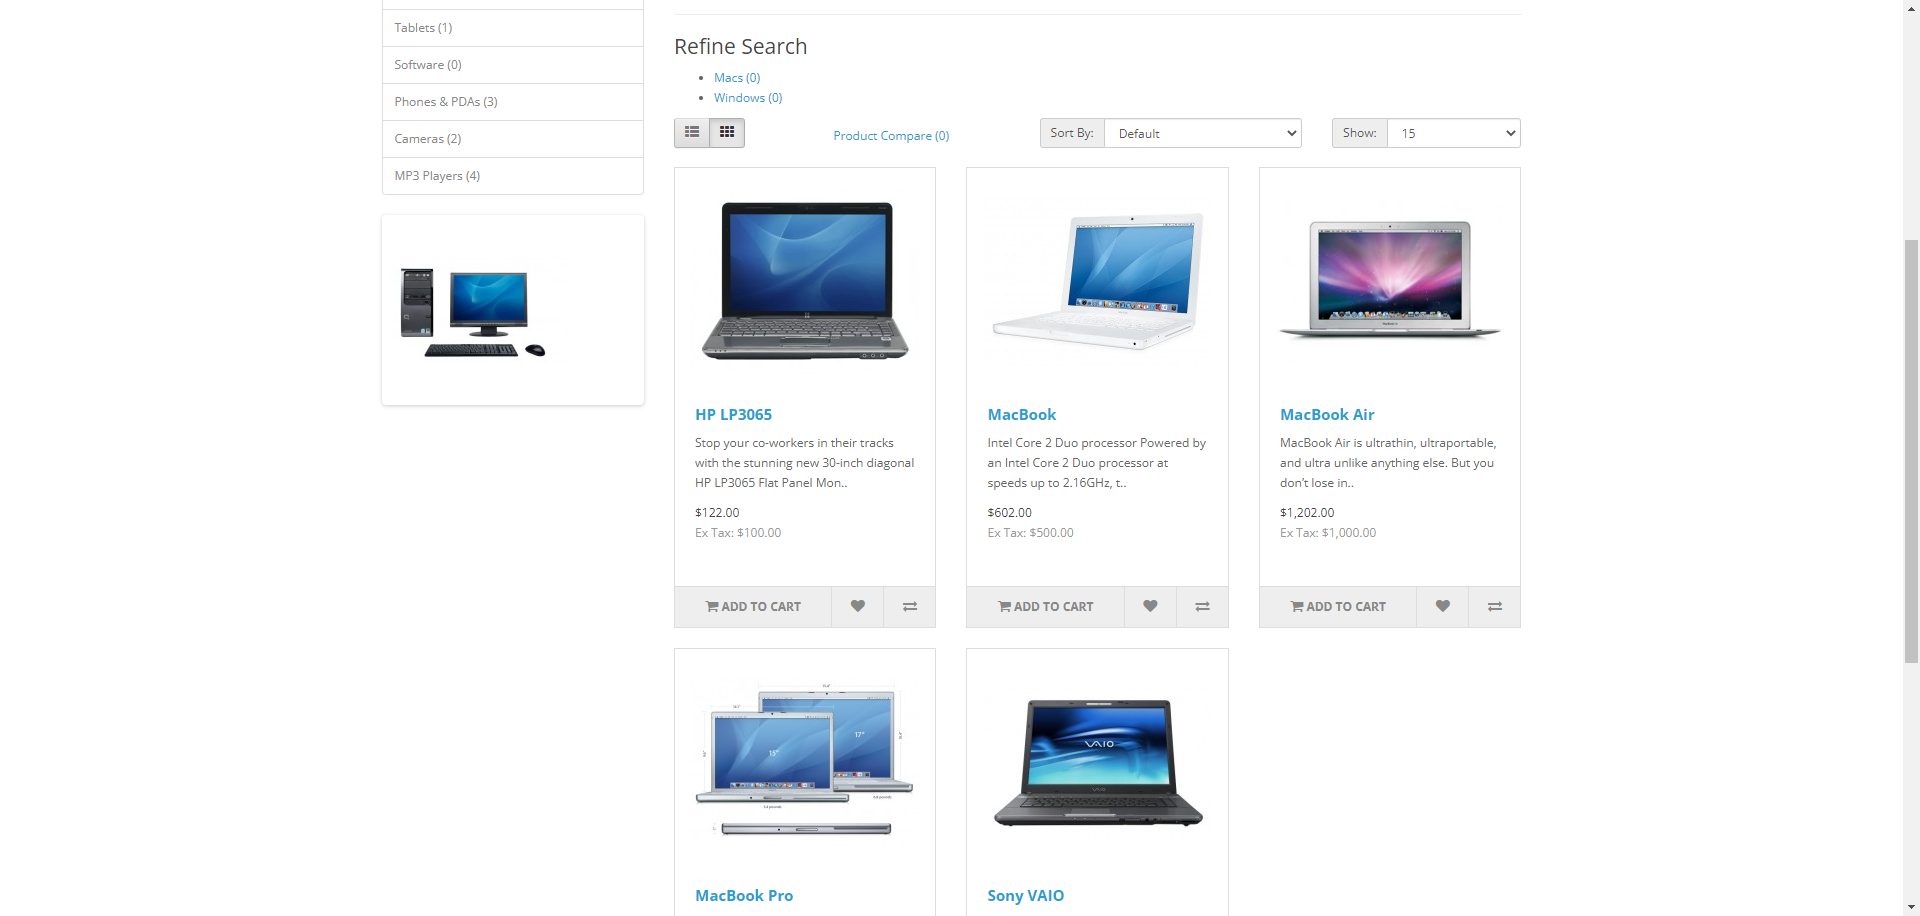 Tablets (1)
Software (0)
Phones & PDAs (3)
Cameras (2)
MP3 Players (4)
Refine Search
Macs (0)
Windows (0)
Product Compare (0)
Sort By:
Default
Show:
15
HP LP3065
Stop your co-workers in their tracks
with the stunning new 30-inch diagonal
HP LP3065 Flat Panel Mon..
$122.00
Ex Tax: $100.00
ADD TO CART
MacBook
Intel Core 2 Duo processor Powered by
an Intel Core 2 Duo processor at
speeds up to 2.16GHz, t..
$602.00
Ex Tax: $500.00
ADD TO CART
MacBook Air
MacBook Air is ultrathin, ultraportable,
and ultra unlike anything else. But you
don’t lose in..
$1,202.00
Ex Tax: $1,000.00
ADD TO CART
15"
17"
MacBook Pro
VAIO
Sony VAIO